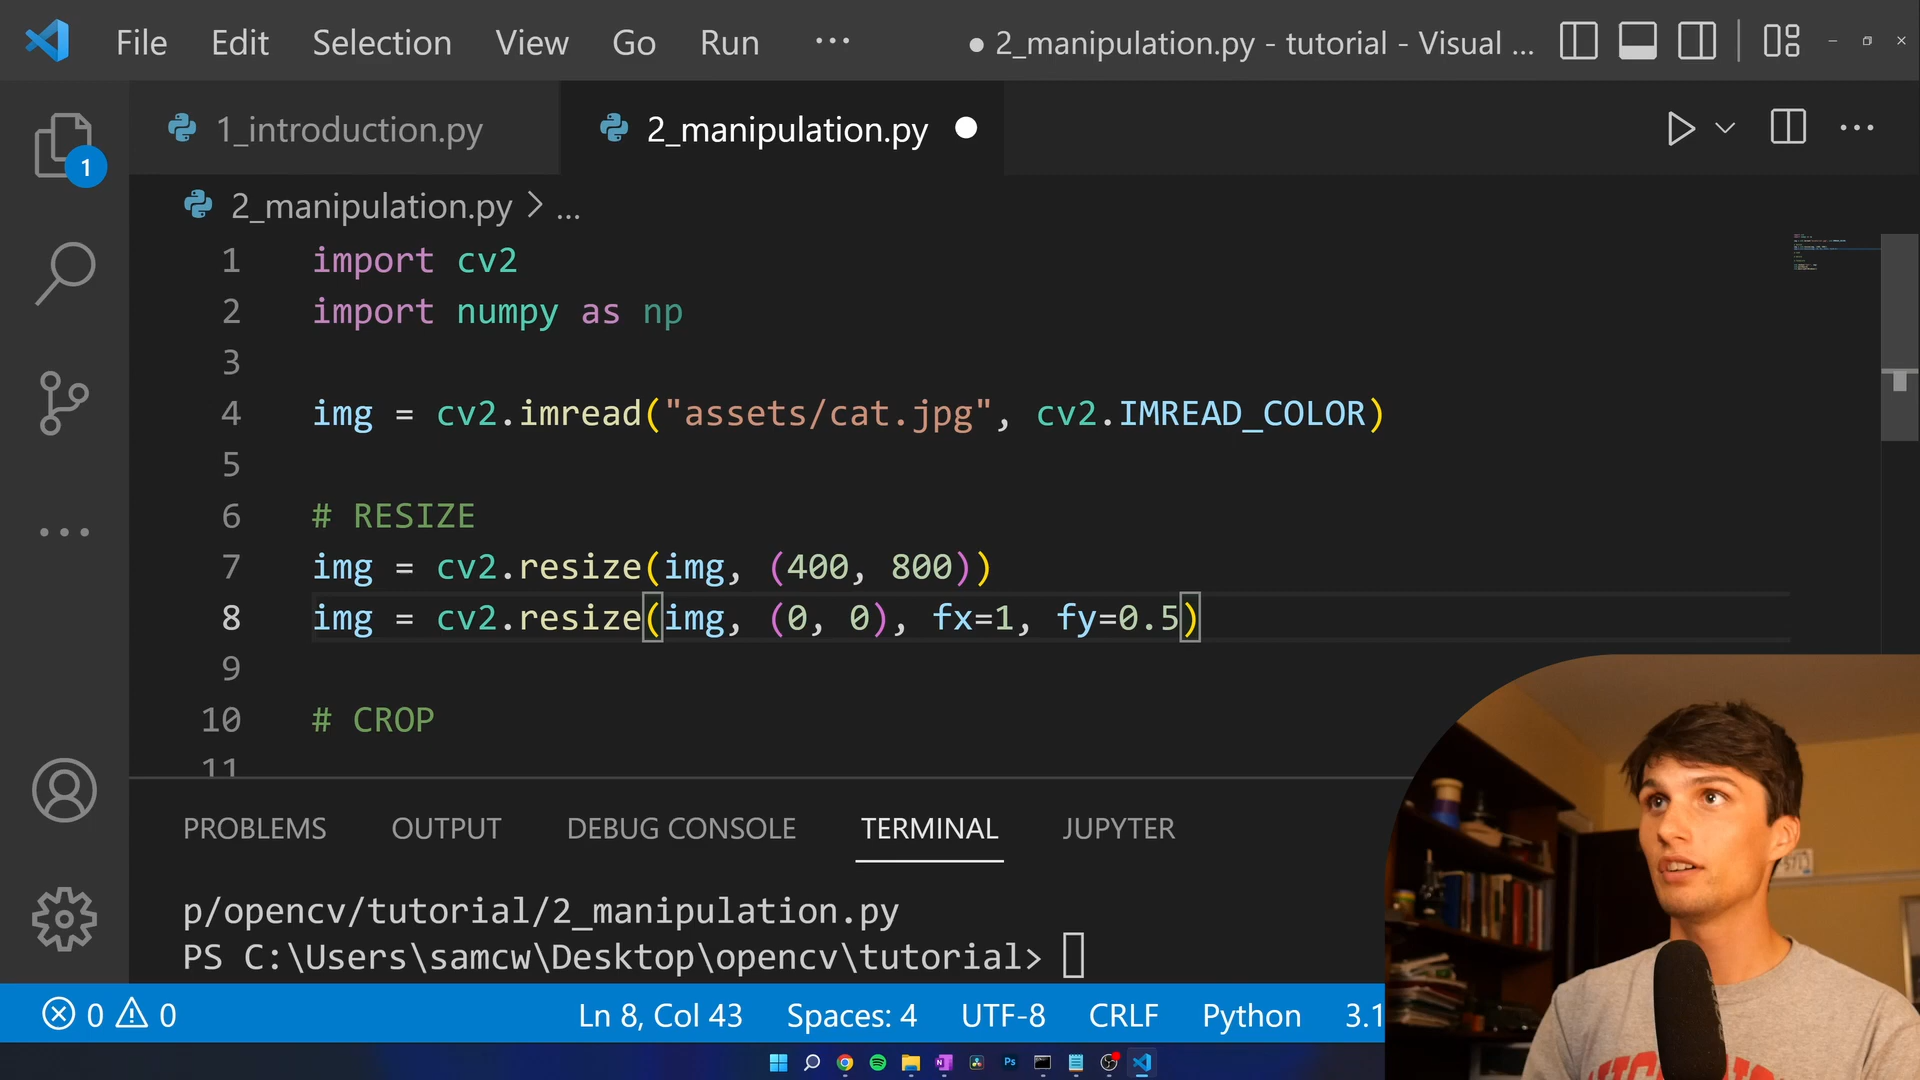 File Edit Selection View Go Run ... ● 2_manipulation.py - tutorial - Visual ...
1_introduction.py 2_manipulation.py
1
2_manipulation.py > ...
1 import cv2
2 import numpy as np
3
4 img = cv2.imread("assets/cat.jpg", cv2.IMREAD_COLOR)
5
6 # RESIZE
7 img = cv2.resize(img, (400, 800))
8 img = cv2.resize(img, (0, 0), fx=1, fy=0.5)
9
10 # CROP
11
PROBLEMS OUTPUT DEBUG CONSOLE TERMINAL JUPYTER
p/opencv/tutorial/2_manipulation.py
PS C:\Users\samcw\Desktop\opencv\tutorial>
0 0 Ln 8, Col 43 Spaces: 4 UTF-8 CRLF Python 3.1
Ps